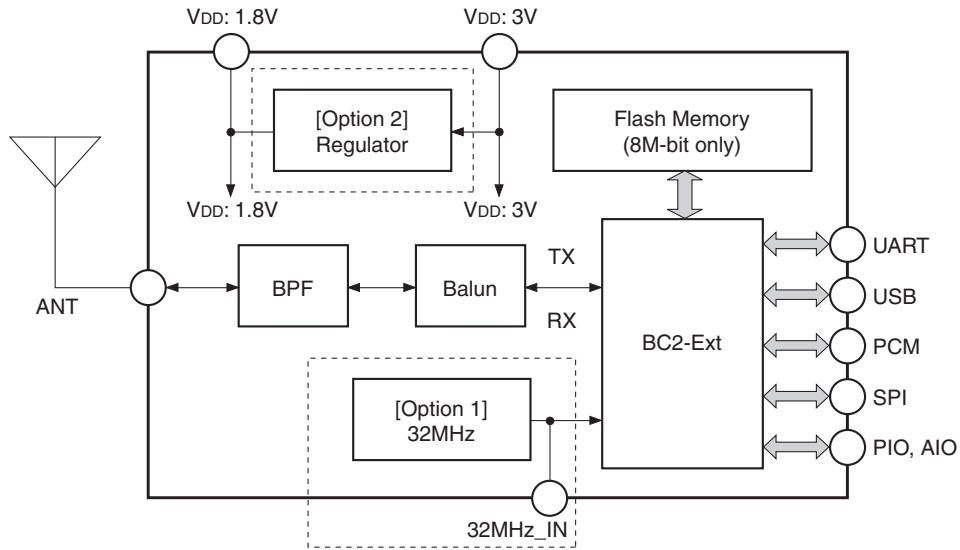 VDD: 1.8V
VDD: 3V
[Option 2]
Regulator
Flash Memory
(8M-bit only)
VDD: 1.8V
VDD: 3V
ANT
BPF
Balun
TX
RX
BC2-Ext
UART
USB
PCM
SPI
PIO, AIO
[Option 1]
32MHz
32MHz_IN